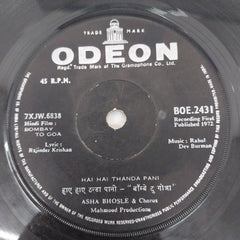 TRADE MARK
ODEON
Regd. Trade Mark of The Gramophone Co., Ltd.
45 R.P.M.
7XJW.6838
BOE.2431
Hindi Film :
BOMBAY
TO GOA
Recording First
Published 1972
Lyric :
Rajinder Krishan
Music : Rahul
Dev Burman
HAI HAI THANDA PANI
हाए हाए ठन्डा पानी - "बॉम्बे टु गोवा"
ASHA BHOSLE & Chorus
Mahmood Productions